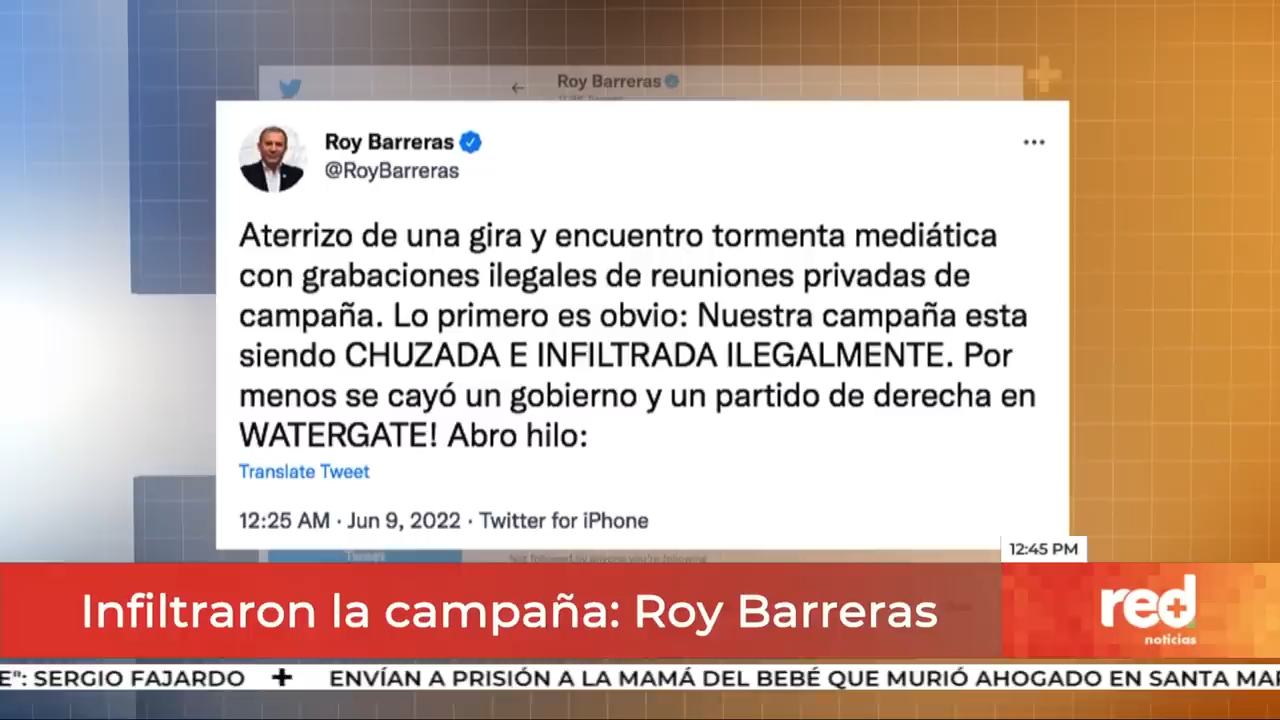 Roy Barreras
Roy Barreras
@RoyBarreras
Aterrizo de una gira y encuentro tormenta mediática
con grabaciones ilegales de reuniones privadas de
campaña. Lo primero es obvio: Nuestra campaña esta
siendo CHUZADA E INFILTRADA ILEGALMENTE. Por
menos se cayó un gobierno y un partido de derecha en
WATERGATE! Abro hilo:
Translate Tweet
12:25 AM · Jun 9, 2022 · Twitter for iPhone
12:45 PM
Infiltraron la campaña: Roy Barreras
red+
noticias
E": SERGIO FAJARDO + ENVÍAN A PRISIÓN A LA MAMÁ DEL BEBÉ QUE MURIÓ AHOGADO EN SANTA MAR